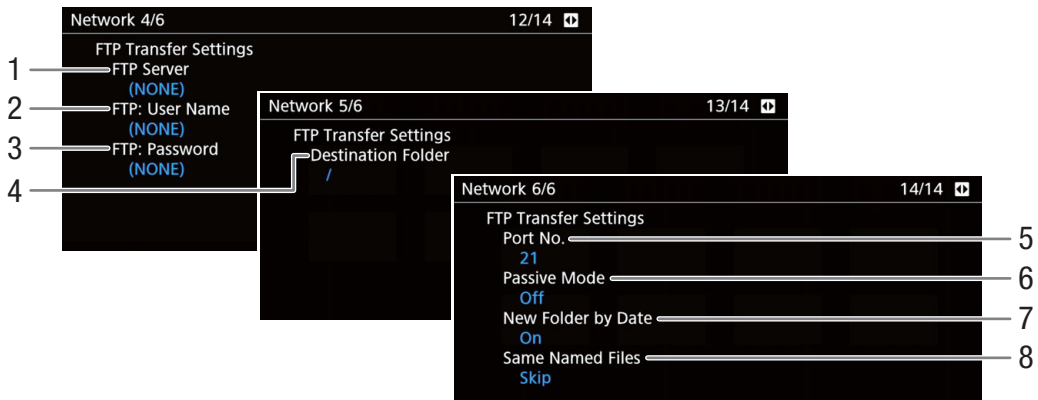 Network 4/6 12/14
FTP Transfer Settings
1 FTP Server
(NONE)
2 FTP: User Name
(NONE)
3 FTP: Password
(NONE)
Network 5/6 13/14
FTP Transfer Settings
4 Destination Folder
/
Network 6/6 14/14
FTP Transfer Settings
Port No. 5
21
Passive Mode 6
Off
New Folder by Date 7
On
Same Named Files 8
Skip